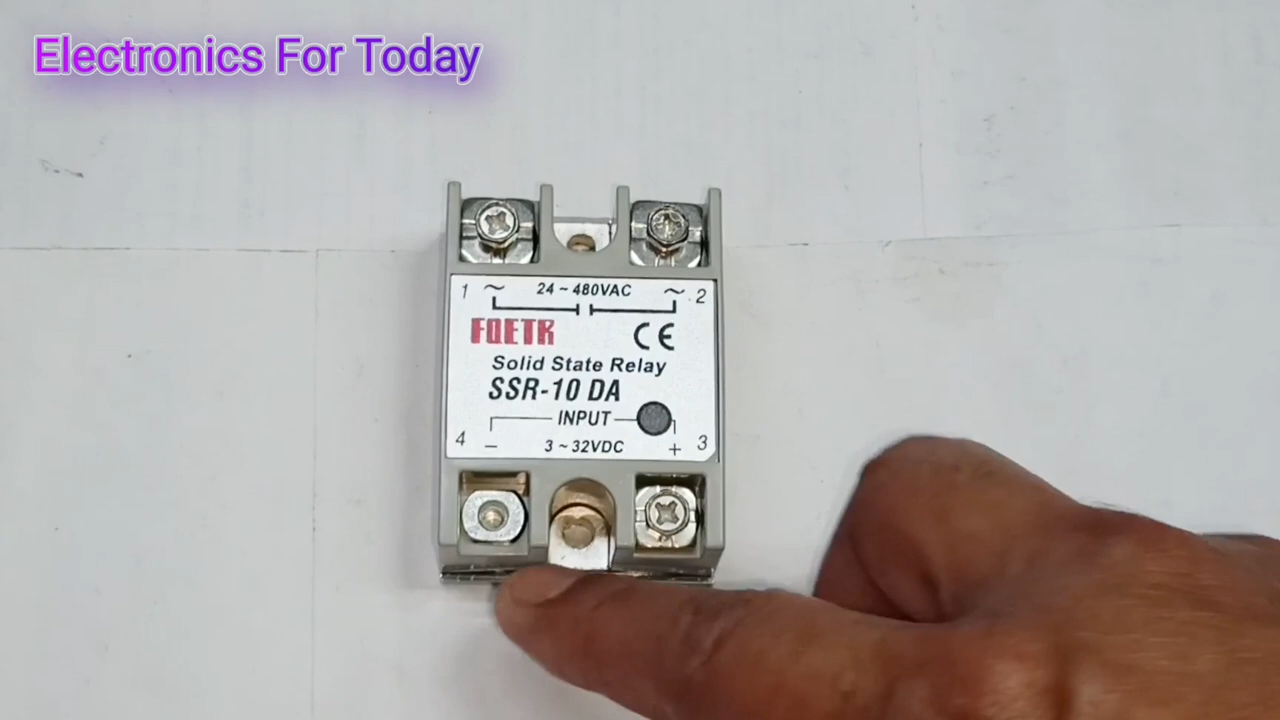 Electronics For Today
1 ~ 24~480VAC ~ 2
FQETR CE
Solid State Relay
SSR-10 DA
INPUT
4 − 3~32VDC + 3